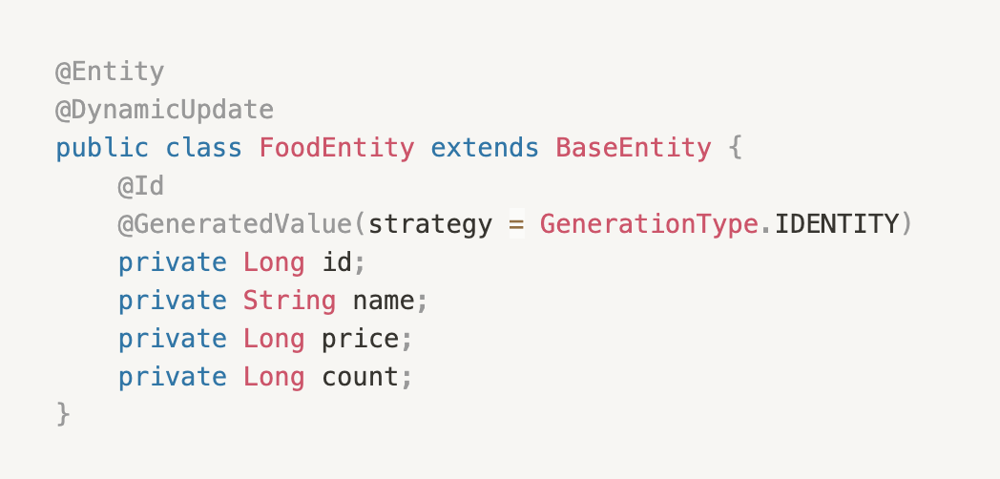 @Entity
@DynamicUpdate
public class FoodEntity extends BaseEntity {
    @Id
    @GeneratedValue(strategy = GenerationType.IDENTITY)
    private Long id;
    private String name;
    private Long price;
    private Long count;
}